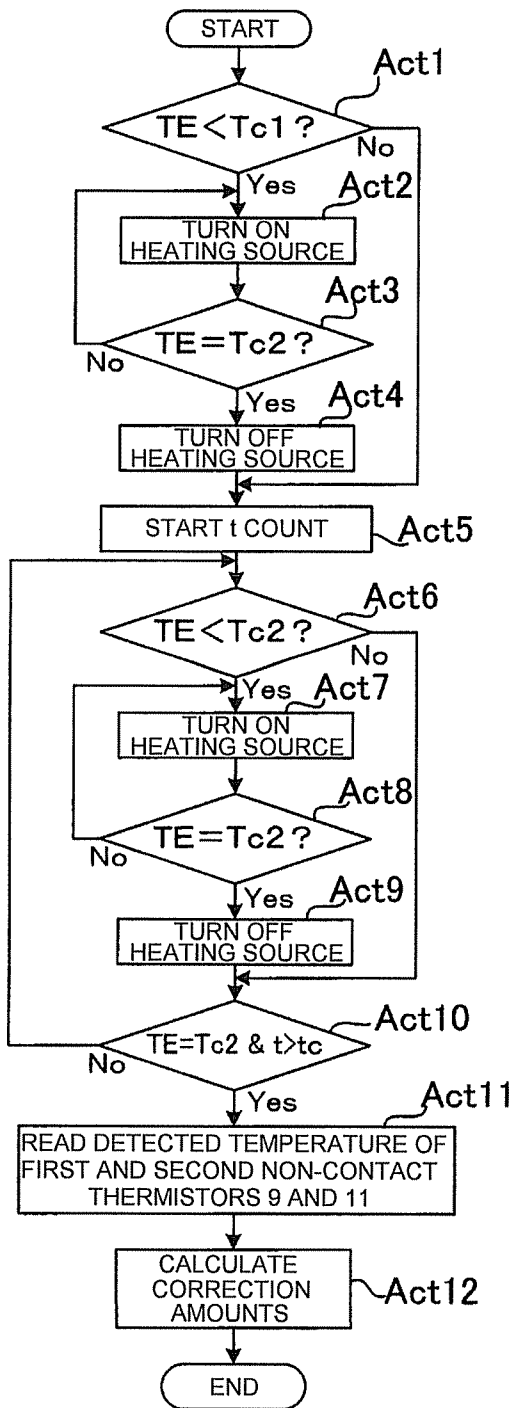 START
Act1
TE<Tc1?
No
Yes
Act2
TURN ON
HEATING SOURCE
Act3
TE=Tc2?
No
Yes
Act4
TURN OFF
HEATING SOURCE
START t COUNT
Act5
Act6
TE<Tc2?
No
Yes
Act7
TURN ON
HEATING SOURCE
Act8
TE=Tc2?
No
Yes
Act9
TURN OFF
HEATING SOURCE
Act10
TE=Tc2 & t>tc
No
Yes
Act11
READ DETECTED TEMPERATURE OF
FIRST AND SECOND NON-CONTACT
THERMISTORS 9 AND 11
CALCULATE
CORRECTION
AMOUNTS
Act12
END